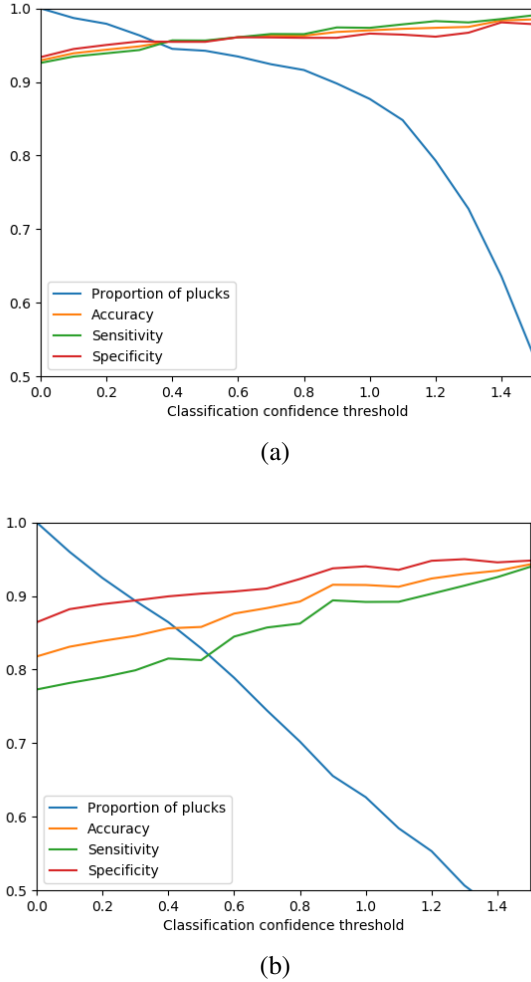 1.0
0.9
0.8
0.7
0.6
0.5
Proportion of plucks
Accuracy
Sensitivity
Specificity
0.0 0.2 0.4 0.6 0.8 1.0 1.2 1.4
Classification confidence threshold
(a)
1.0
0.9
0.8
0.7
0.6
0.5
Proportion of plucks
Accuracy
Sensitivity
Specificity
0.0 0.2 0.4 0.6 0.8 1.0 1.2 1.4
Classification confidence threshold
(b)